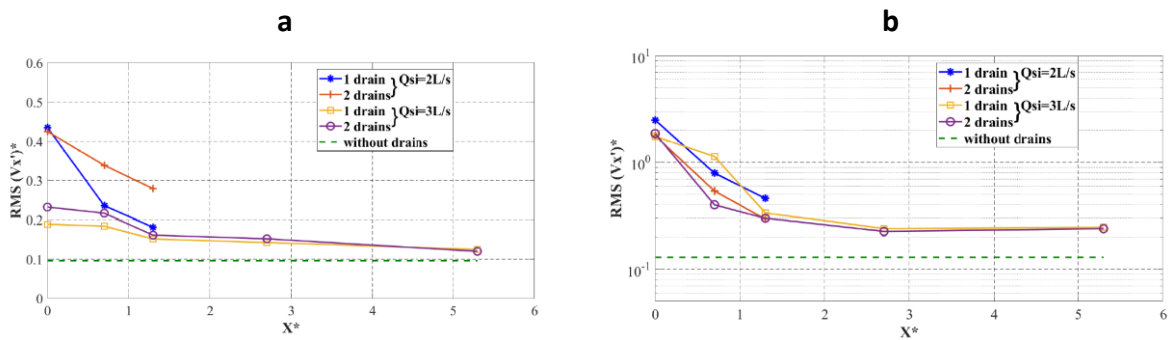 a
0.6
0.5
0.4
0.3
0.2
0.1
0
RMS (Vx')*
1 drain
2 drains
}Qsi=2L/s
1 drain
2 drains
}Qsi=3L/s
without drains
0 1 2 3 4 5 6
X*
b
10^1
10^0
10^-1
RMS (Vx')*
1 drain
2 drains
}Qsi=2L/s
1 drain
2 drains
}Qsi=3L/s
without drains
0 1 2 3 4 5 6
X*